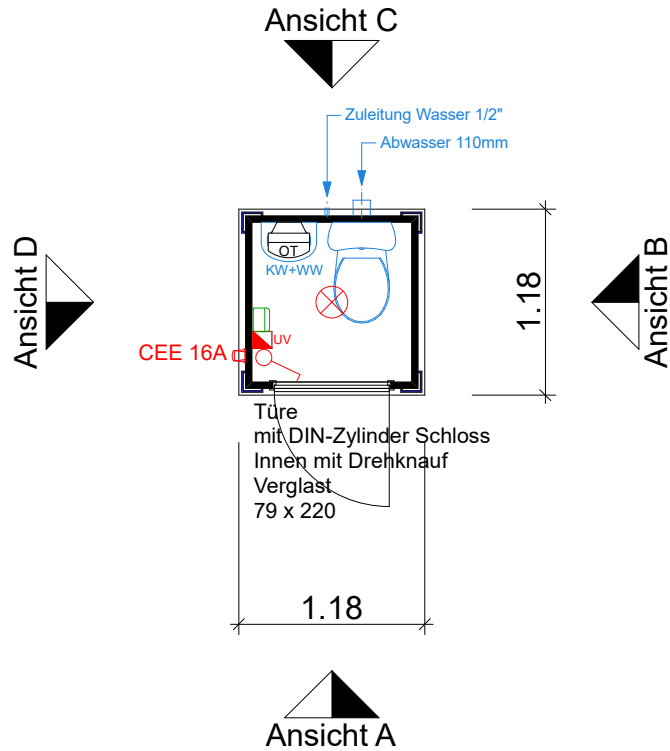 Ansicht C
Zuleitung Wasser 1/2"
Abwasser 110mm
Ansicht D
OT
KW+WW
Ansicht B
1.18
UV
CEE 16A
Türe
mit DIN-Zylinder Schloss
Innen mit Drehknauf
Verglast
79 x 220
1.18
Ansicht A